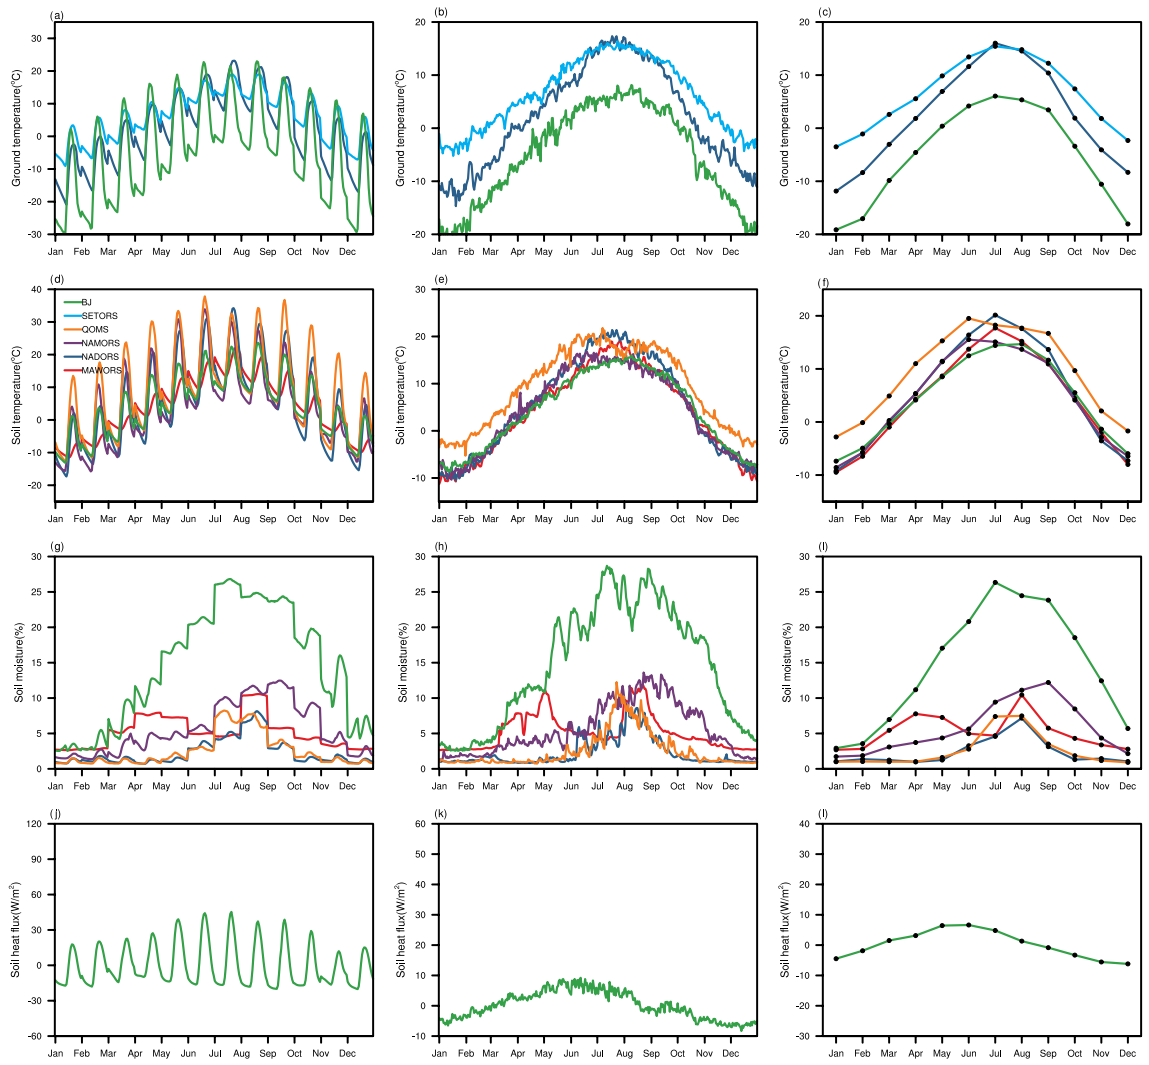 (a)
Ground temperature(°C)
30
20
10
0
-10
-20
-30
Jan Feb Mar Apr May Jun Jul Aug Sep Oct Nov Dec
(b)
Ground temperature(°C)
20
10
0
-10
-20
Jan Feb Mar Apr May Jun Jul Aug Sep Oct Nov Dec
(c)
Ground temperature(°C)
20
10
0
-10
-20
Jan Feb Mar Apr May Jun Jul Aug Sep Oct Nov Dec
(d)
Soil temperature(°C)
40
30
20
10
0
-10
-20
BJ
SETORS
QOMS
NAMORS
NADORS
MAWORS
Jan Feb Mar Apr May Jun Jul Aug Sep Oct Nov Dec
(e)
Soil temperature(°C)
30
20
10
0
-10
Jan Feb Mar Apr May Jun Jul Aug Sep Oct Nov Dec
(f)
Soil temperature(°C)
20
10
0
-10
Jan Feb Mar Apr May Jun Jul Aug Sep Oct Nov Dec
(g)
Soil moisture(%)
30
25
20
15
10
5
0
Jan Feb Mar Apr May Jun Jul Aug Sep Oct Nov Dec
(h)
Soil moisture(%)
30
25
20
15
10
5
0
Jan Feb Mar Apr May Jun Jul Aug Sep Oct Nov Dec
(I)
Soil moisture(%)
30
25
20
15
10
5
0
Jan Feb Mar Apr May Jun Jul Aug Sep Oct Nov Dec
(j)
Soil heat flux(W/m²)
120
90
60
30
0
-30
-60
Jan Feb Mar Apr May Jun Jul Aug Sep Oct Nov Dec
(k)
Soil heat flux(W/m²)
60
50
40
30
20
10
0
-10
Jan Feb Mar Apr May Jun Jul Aug Sep Oct Nov Dec
(l)
Soil heat flux(W/m²)
40
30
20
10
0
-10
-20
-30
Jan Feb Mar Apr May Jun Jul Aug Sep Oct Nov Dec